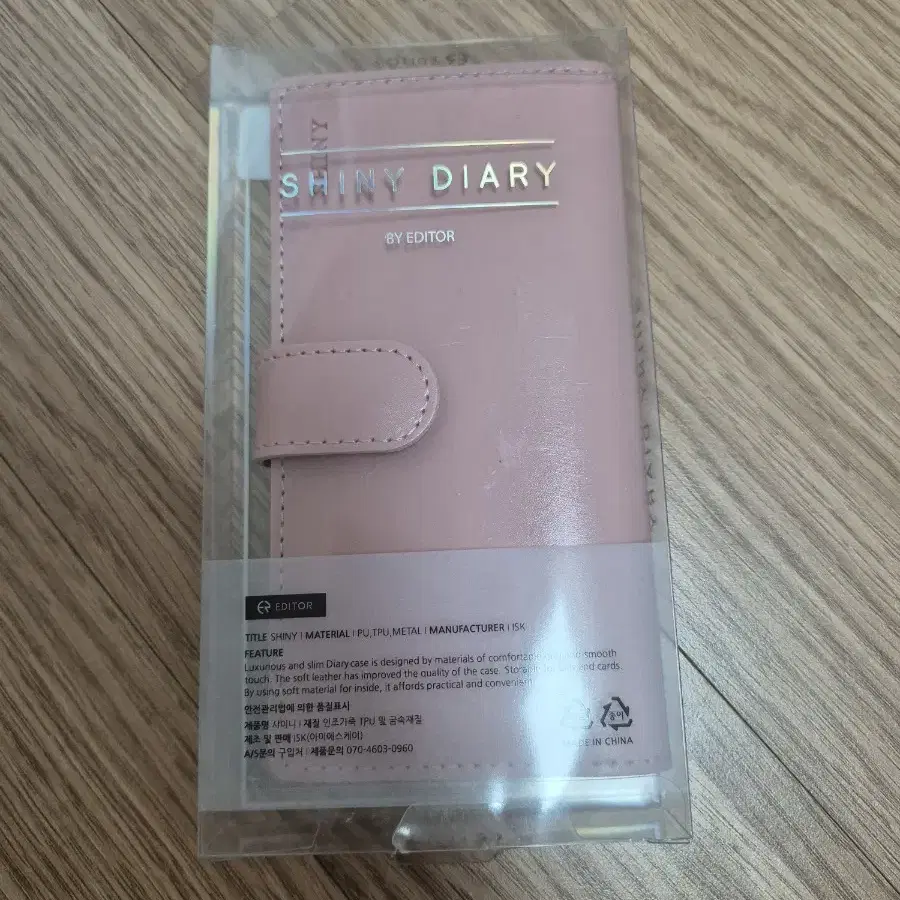 SHINY
SHINY DIARY
BY EDITOR
EDITOR
TITLE SHINY | MATERIAL | PU,TPU,METAL | MANUFACTURER | ISK
FEATURE
Luxurious and slim Diary case is designed by materials of smooth
touch. The soft leather has improved the quality of the case. cards.
By using soft material for inside, it affords practical and
안전관리법에 의한 품질표시
제품명 샤이니 | 재질 인조가죽 TPU 및 금속재질
제조 및 판매 ISK(아이에스케이)
A/S문의 구입처 | 제품문의 070-4603-0960
종이
MADE IN CHINA